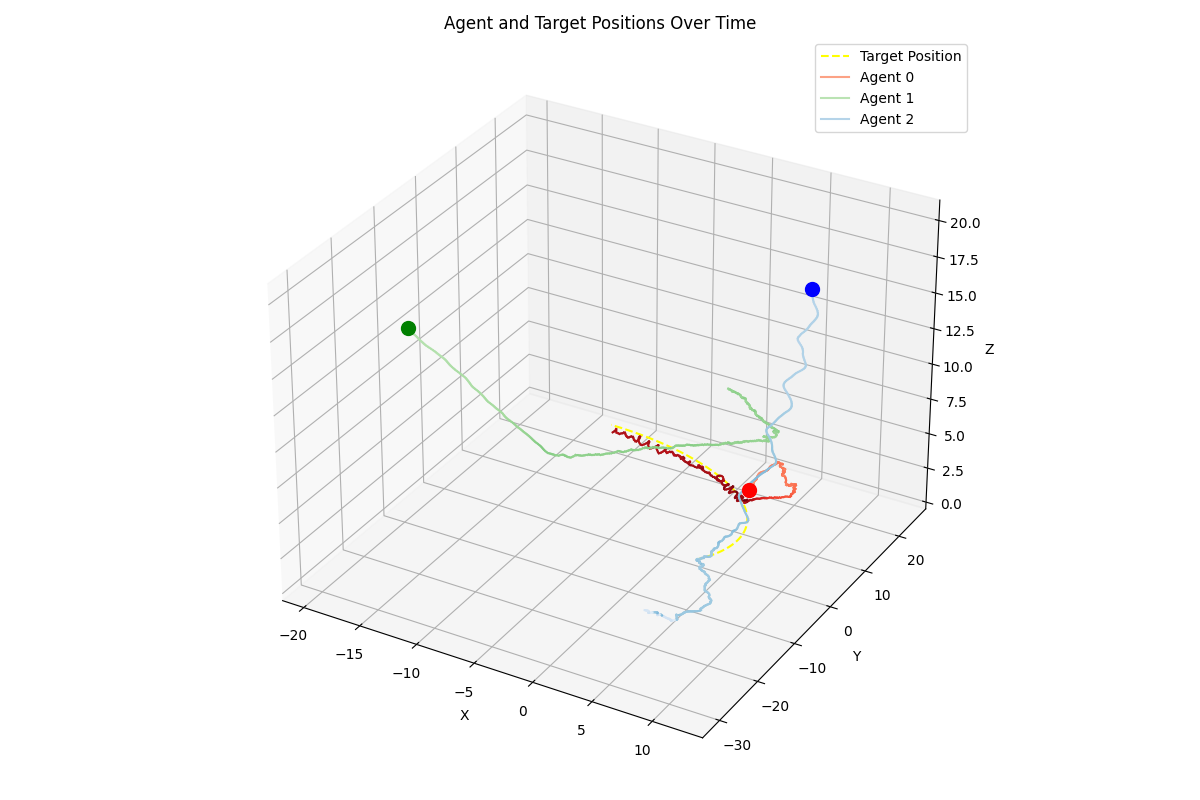 Agent and Target Positions Over Time
Target Position
Agent 0
Agent 1
Agent 2
20.0
17.5
15.0
12.5
10.0
7.5
5.0
2.5
0.0
Z
20
10
0
−10
−20
−30
Y
−20
−15
−10
−5
0
5
10
X